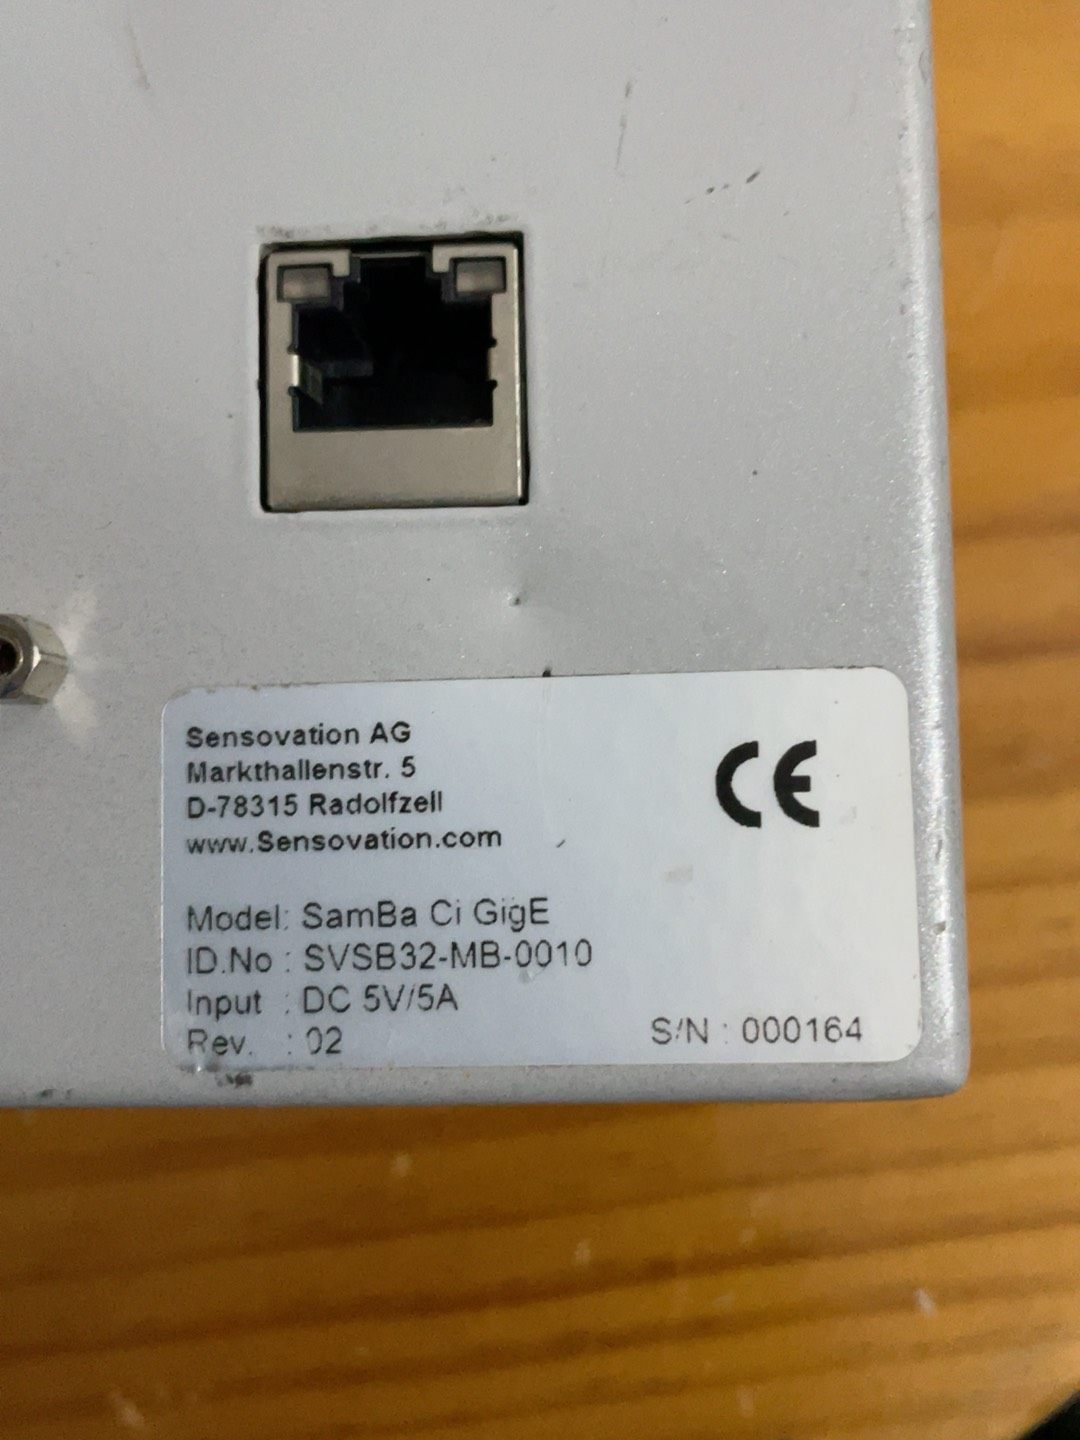 Sensovation AG
Markthallenstr. 5
D-78315 Radolfzell
www.Sensovation.com
CE
Model: SamBa Ci GigE
ID.No : SVSB32-MB-0010
Input : DC 5V/5A
Rev. : 02
S/N : 000164